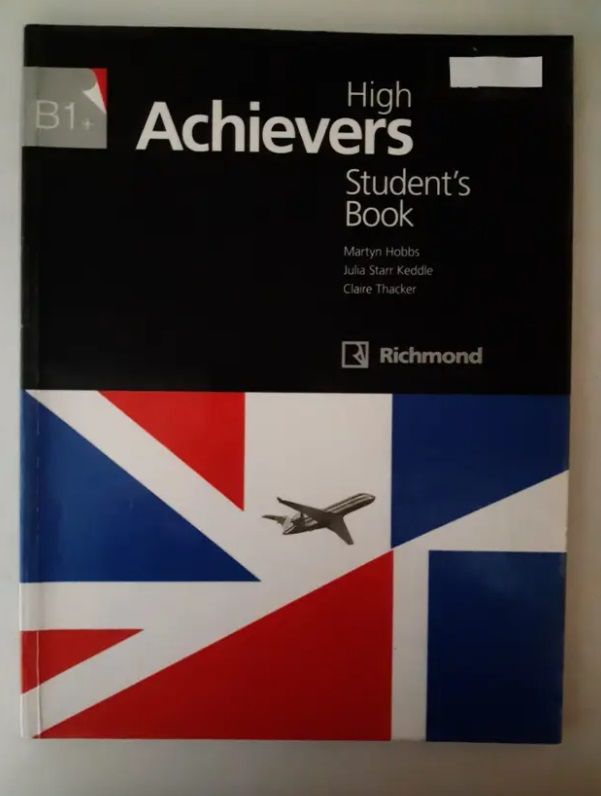 B1+
High
Achievers
Student's
Book
Martyn Hobbs
Julia Starr Keddle
Claire Thacker
Richmond